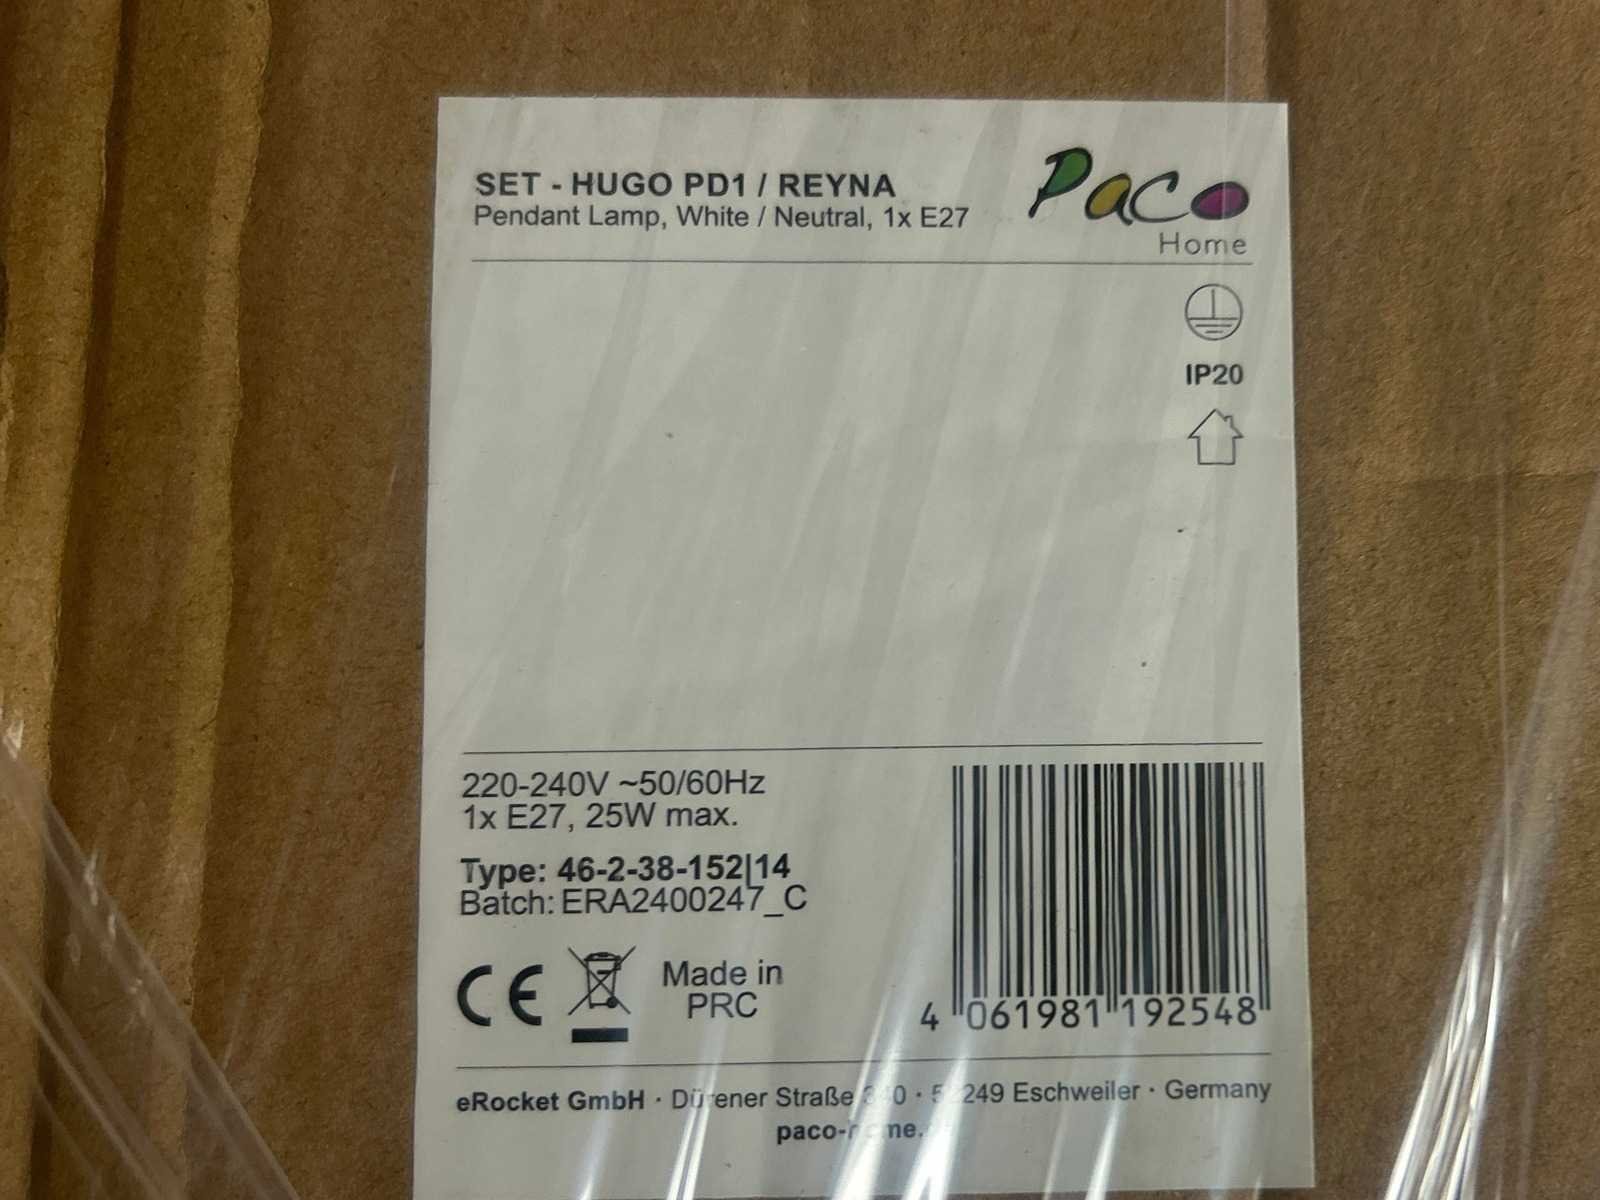 SET - HUGO PD1 / REYNA
Pendant Lamp, White / Neutral, 1x E27
Paco
Home
IP20
220-240V ~50/60Hz
1x E27, 25W max.
Type: 46-2-38-152|14
Batch: ERA2400247_C
CE
Made in
PRC
4 061981 192548
eRocket GmbH · Dürener Straße · Eschweiler · Germany